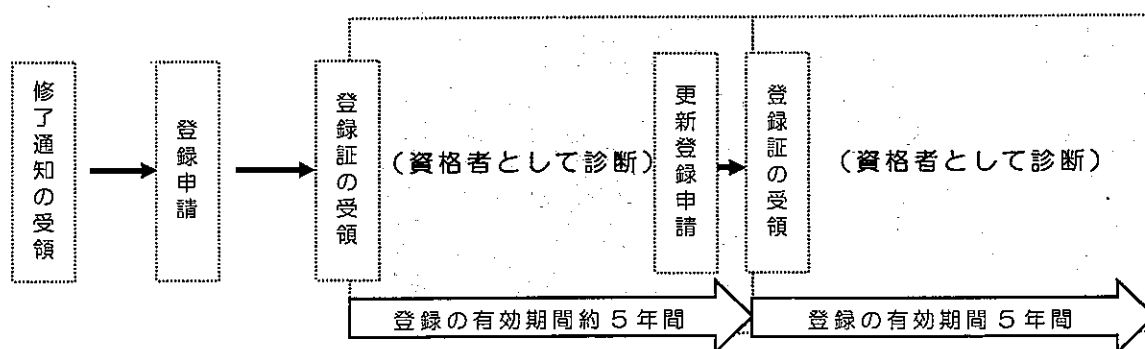 修了通知の受領
登録申請
登録証の受領
(資格者として診断)
更新登録申請
登録証の受領
(資格者として診断)
登録の有効期間約5年間
登録の有効期間5年間